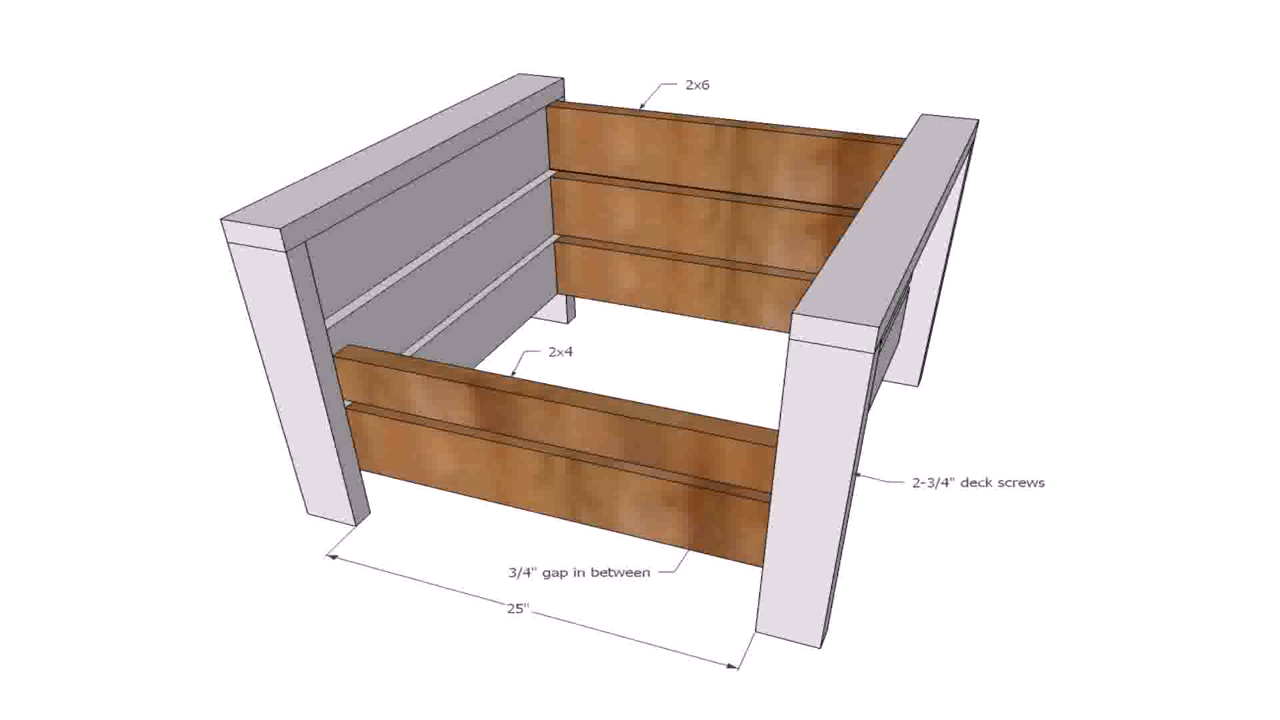 2x6
2x4
2-3/4" deck screws
3/4" gap in between
25"